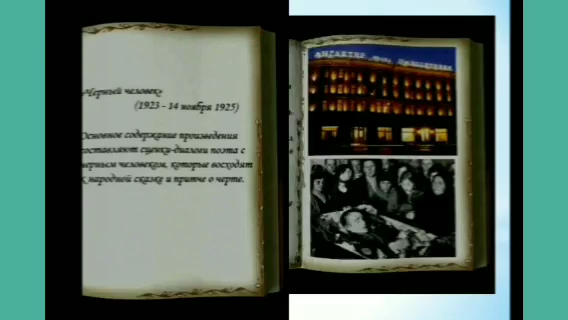 «Черный человек»
(1923 - 14 ноября 1925)
Основное содержание произведения
составляют сценки-диалоги поэта с
черным человеком, которые восходят
к народной сказке и притче о черте.